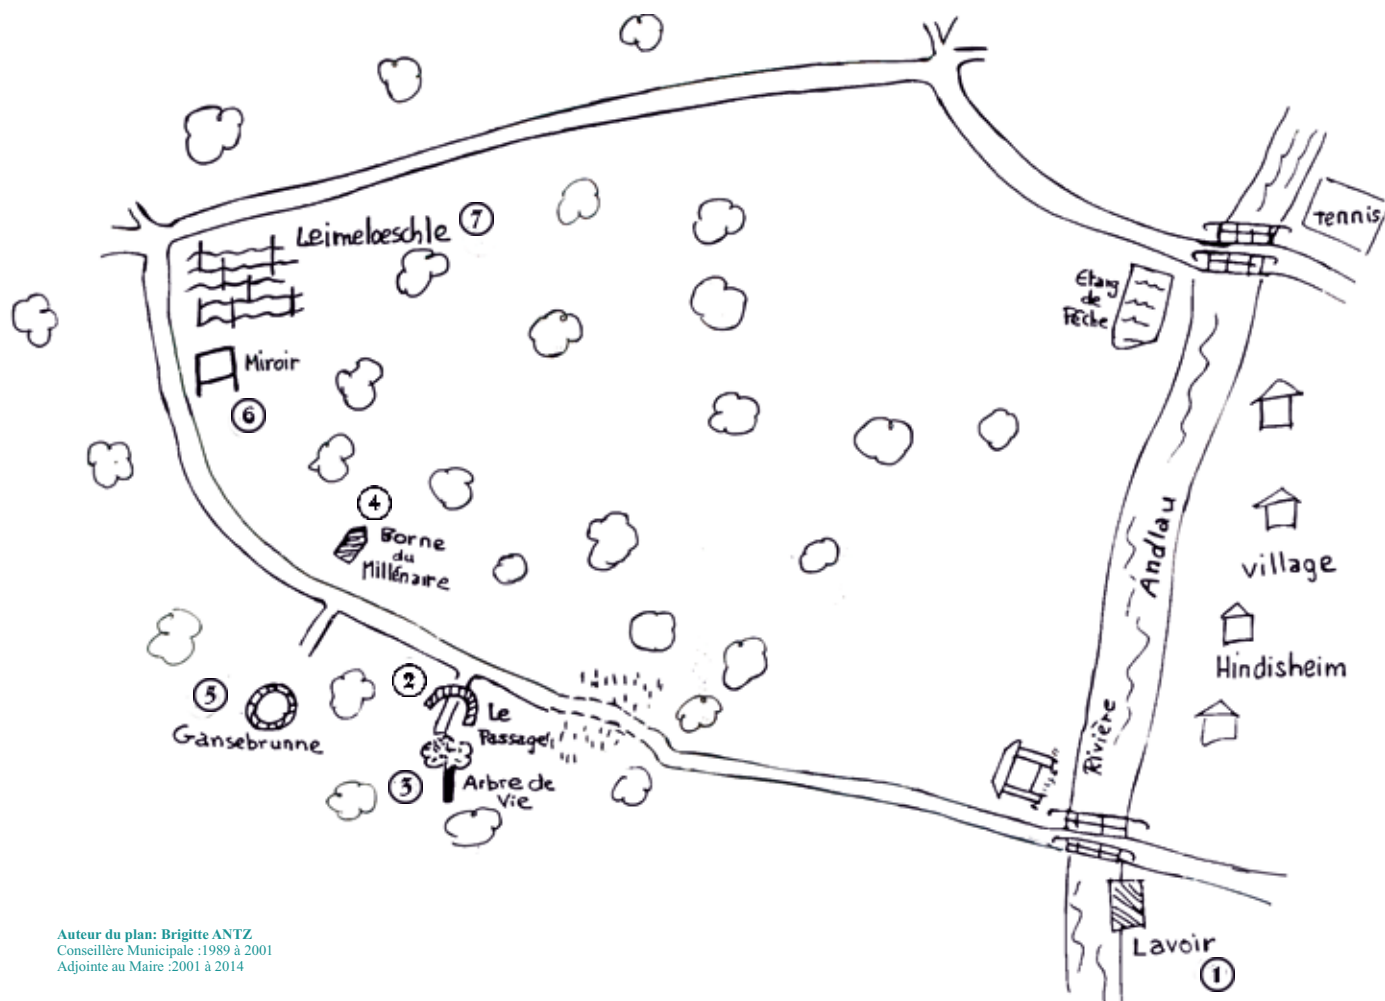 7
Leimeloeschle
Tennis
Etang
de
Pêche
Miroir
6
4
Borne
du
Millénaire
Andlau
village
Hindisheim
5
Gansebrunne
2
Le
Passage
Rivière
3
Arbre de
Vie
Lavoir
1
Auteur du plan: Brigitte ANTZ
Conseillère Municipale :1989 à 2001
Adjointe au Maire :2001 à 2014